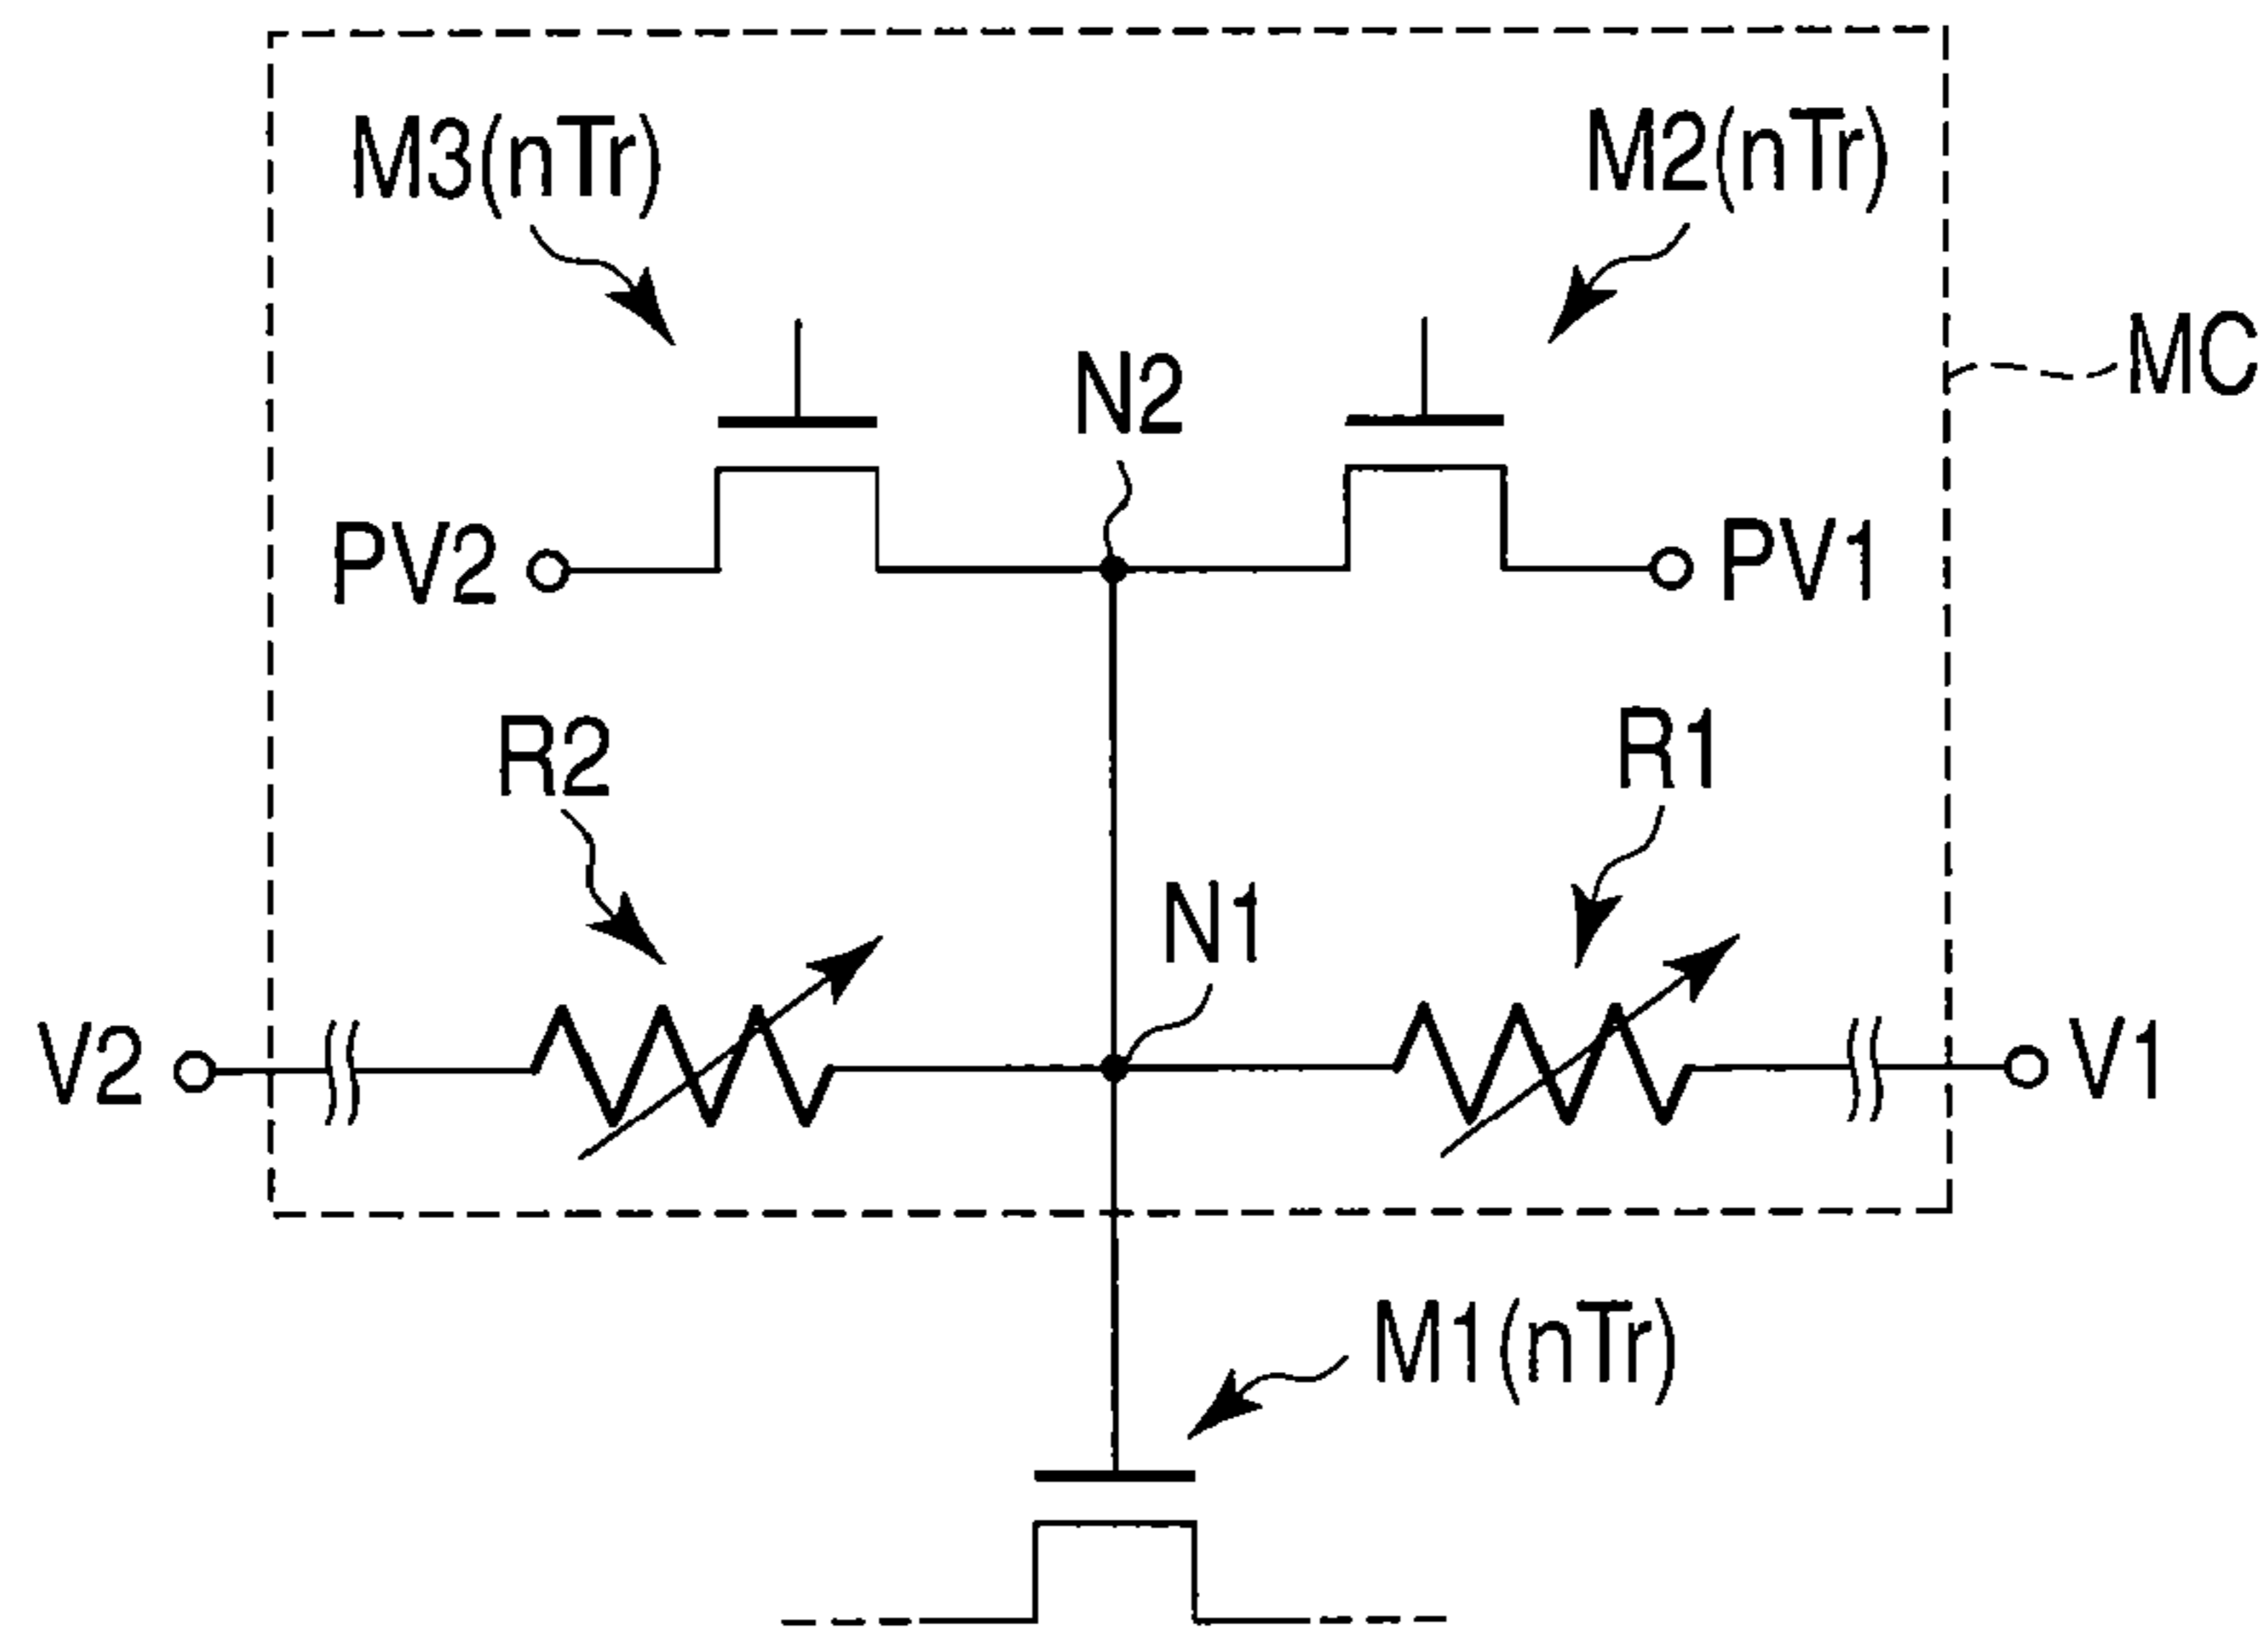 M3(nTr)
M2(nTr)
MC
N2
PV2
PV1
R2
R1
N1
V2
V1
M1(nTr)